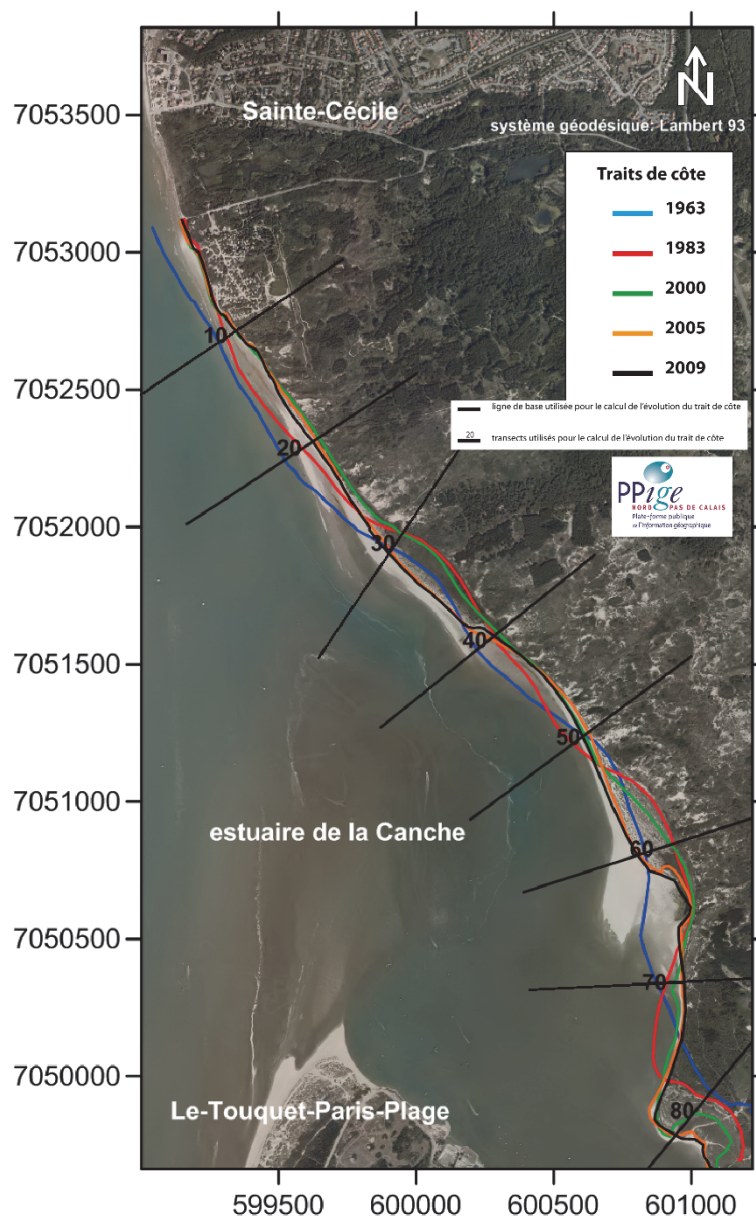 Sainte-Cécile
N
système géodésique: Lambert 93
Traits de côte
1963
1983
2000
2005
2009
ligne de base utilisée pour le calcul de l'évolution du trait de côte
20 transects utilisés pour le calcul de l'évolution du trait de côte
PPige
NORD PAS DE CALAIS
Plate-forme publique
de l'information géographique
10
20
30
40
50
60
70
80
estuaire de la Canche
Le-Touquet-Paris-Plage
7053500
7053000
7052500
7052000
7051500
7051000
7050500
7050000
599500 600000 600500 601000